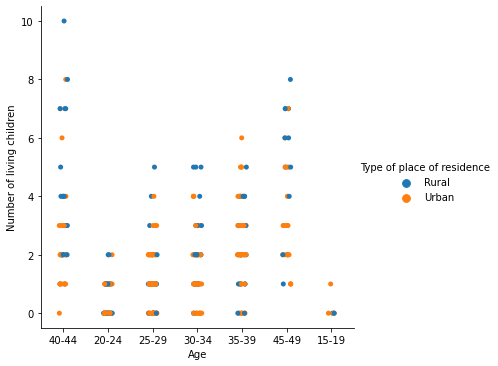 10
8
6
4
2
0
Number of living children
40-44 20-24 25-29 30-34 35-39 45-49 15-19
Age
Type of place of residence
Rural
Urban